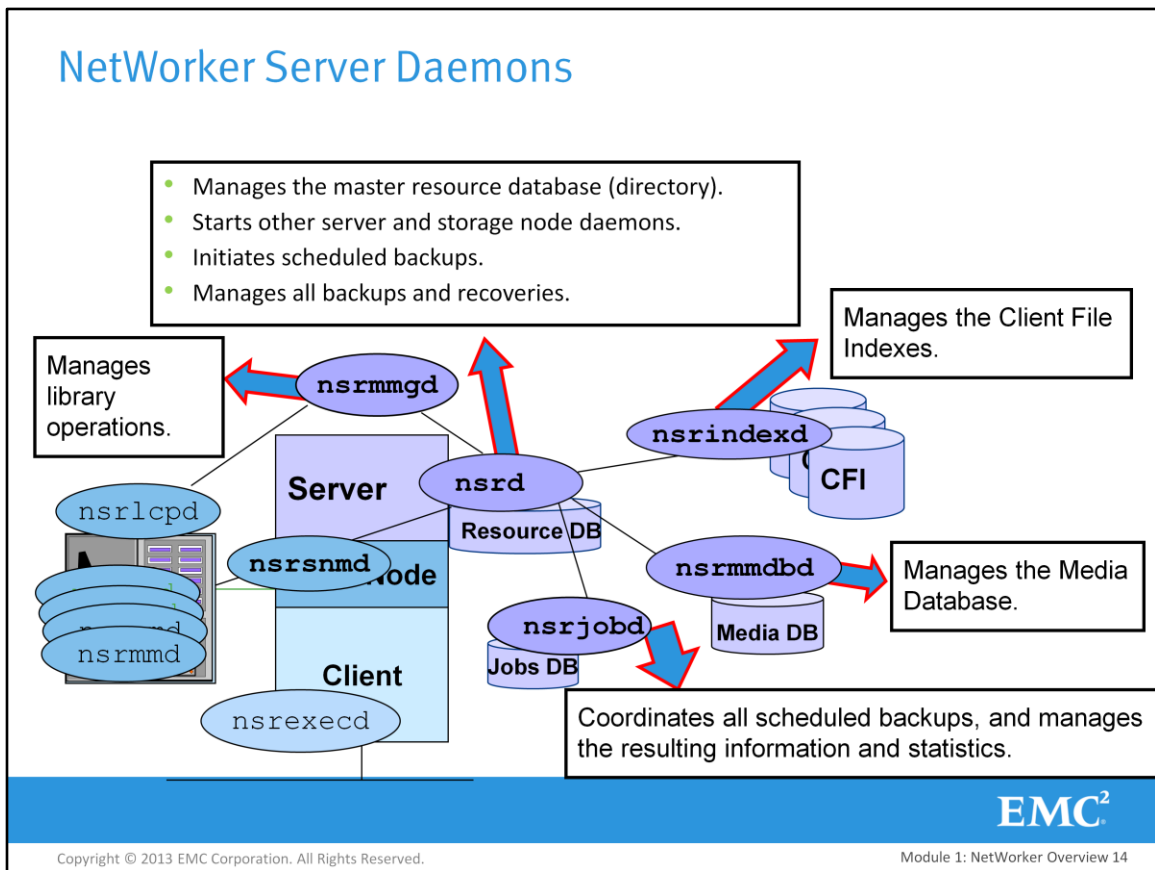 NetWorker Server Daemons
• Manages the master resource database (directory).
• Starts other server and storage node daemons.
• Initiates scheduled backups.
• Manages all backups and recoveries.
Manages the Client File
Indexes.
Manages
library
operations.
nsrmmgd
nsrindexd
CFI
Server
nsrd
Resource DB
nsrlcpd
nsrsnmd
Node
nsrmmdbd
Media DB
Manages the Media
Database.
nsrmmd
nsrjobd
Jobs DB
Client
nsrexecd
Coordinates all scheduled backups, and manages
the resulting information and statistics.
EMC²
Copyright © 2013 EMC Corporation. All Rights Reserved.
Module 1: NetWorker Overview 14